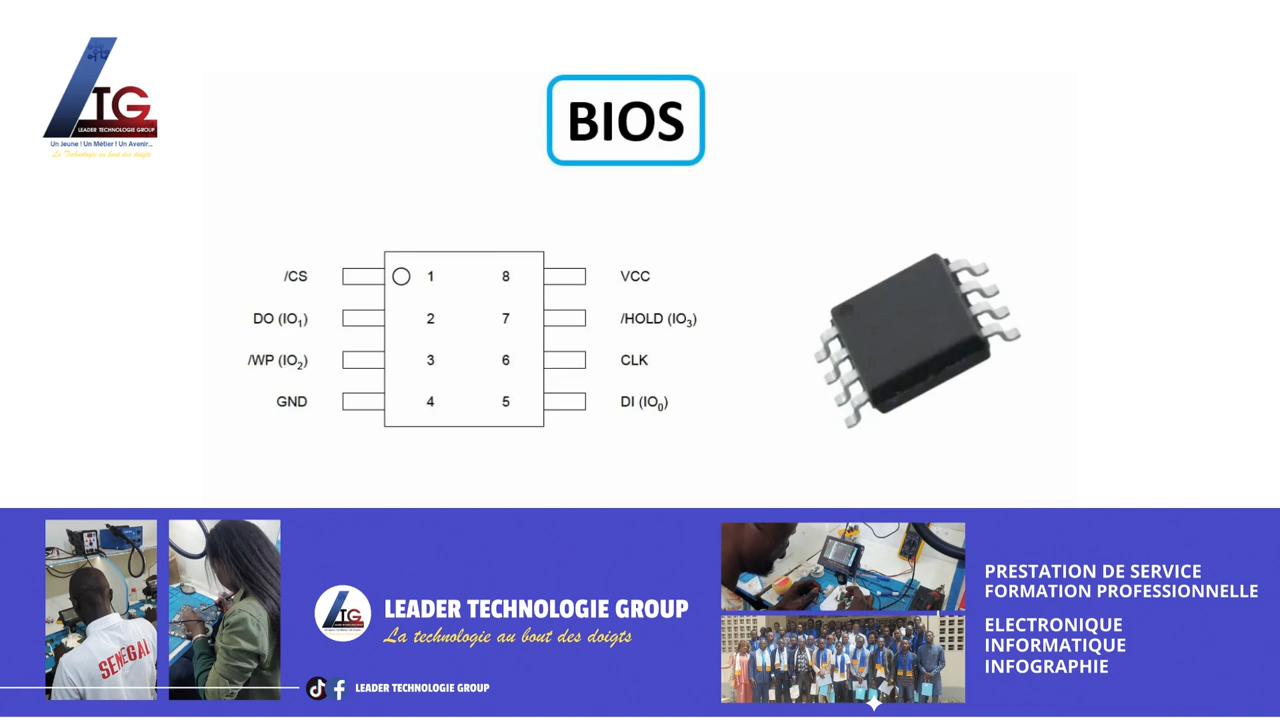 TG
LEADER TECHNOLOGIE GROUP
Un Jeune ! Un Métier ! Un Avenir...
La Technologie au bout des doigts
BIOS
/CS 1 8 VCC
DO (IO1) 2 7 /HOLD (IO3)
/WP (IO2) 3 6 CLK
GND 4 5 DI (IO0)
SENEGAL
TG
LEADER TECHNOLOGIE GROUP
La technologie au bout des doigts
LEADER TECHNOLOGIE GROUP
PRESTATION DE SERVICE
FORMATION PROFESSIONNELLE
ELECTRONIQUE
INFORMATIQUE
INFOGRAPHIE